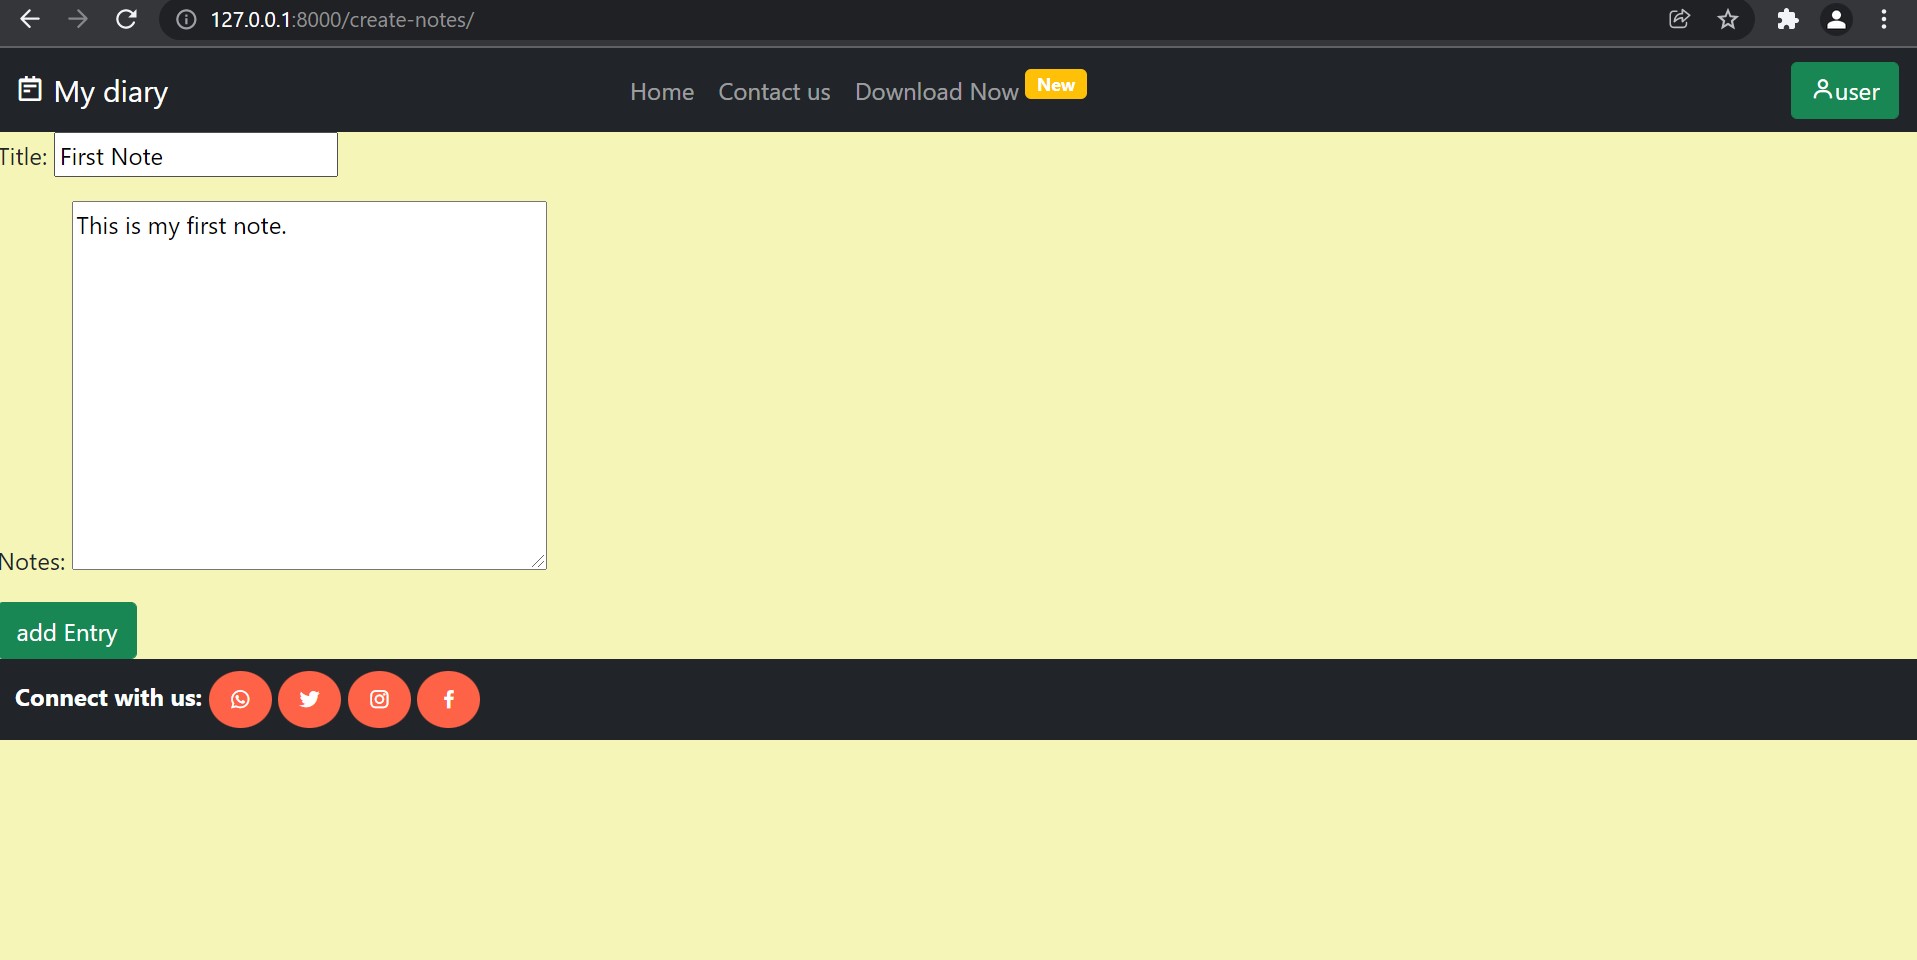 127.0.0.1:8000/create-notes/
My diary Home Contact us Download Now New user
Title: First Note
This is my first note.
Notes:
add Entry
Connect with us: